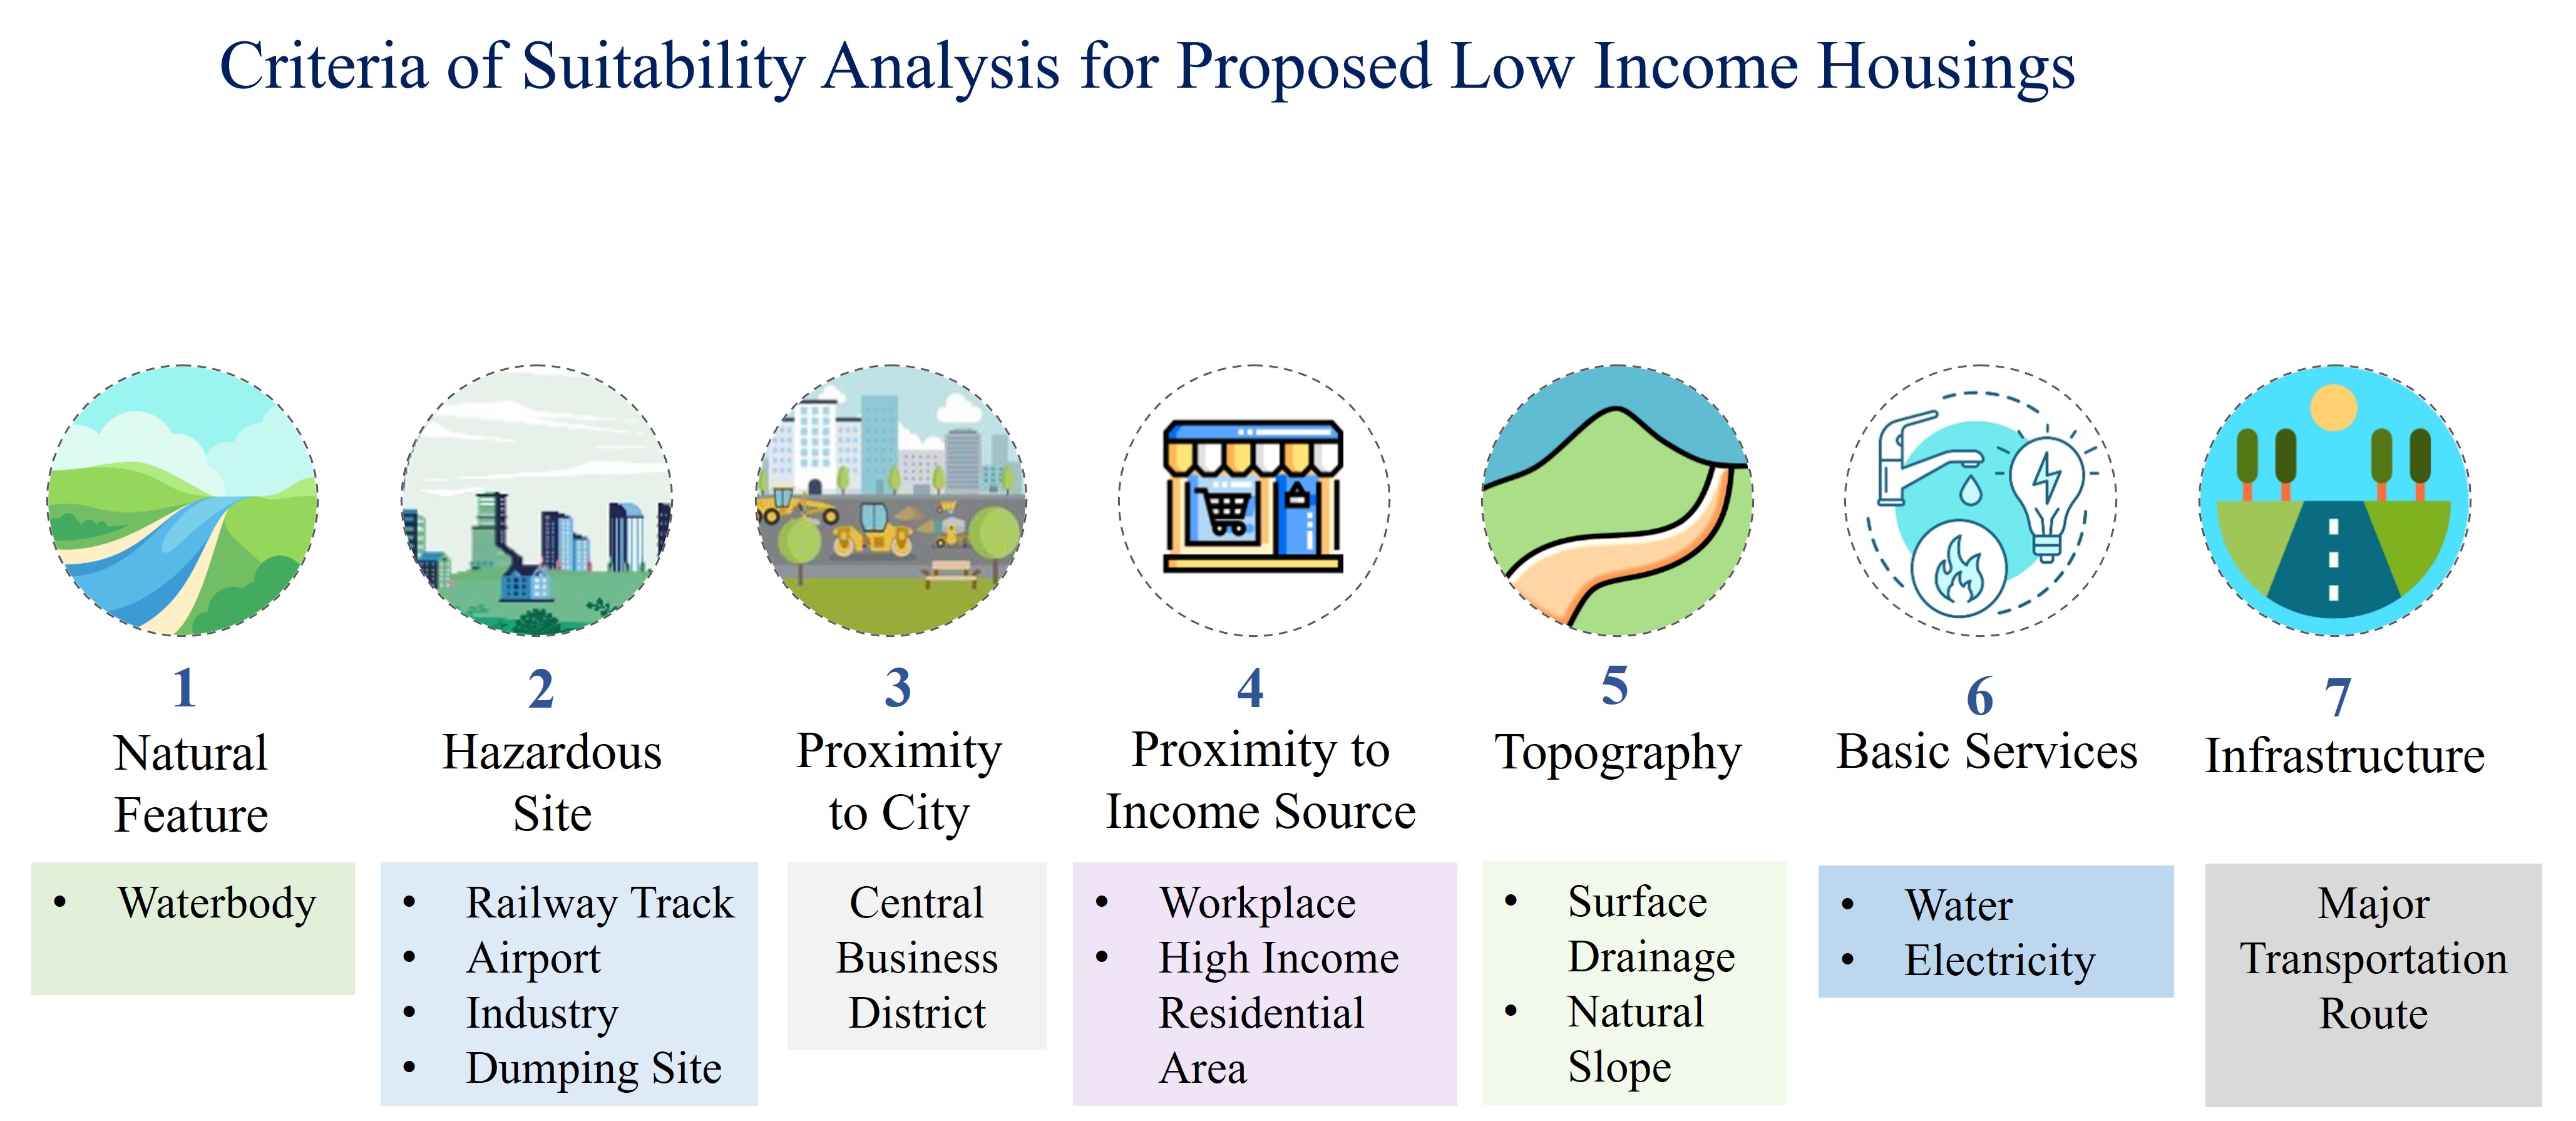 Criteria of Suitability Analysis for Proposed Low Income Housings
1
Natural
Feature
• Waterbody
2
Hazardous
Site
• Railway Track
• Airport
• Industry
• Dumping Site
3
Proximity
to City
Central
Business
District
4
Proximity to
Income Source
• Workplace
• High Income
Residential
Area
5
Topography
• Surface
Drainage
• Natural
Slope
6
Basic Services
• Water
• Electricity
7
Infrastructure
Major
Transportation
Route